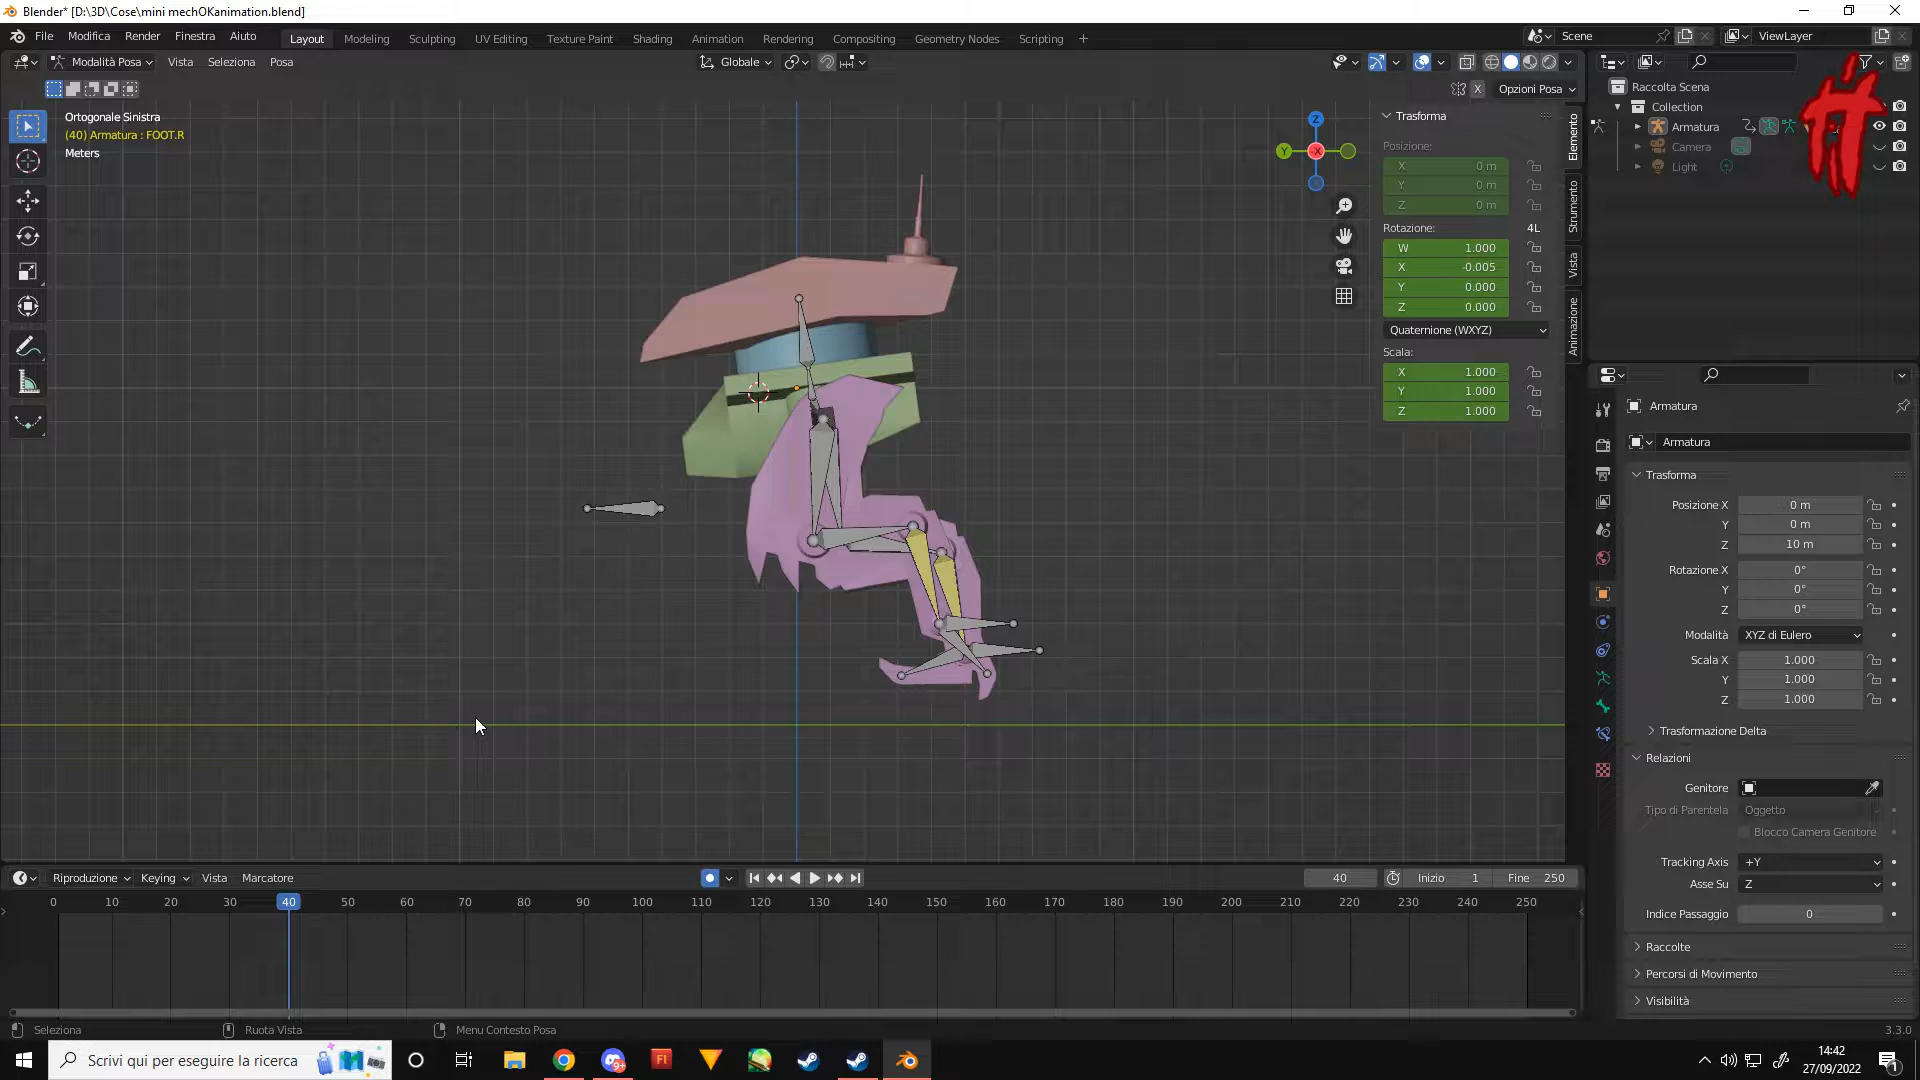 Blender* [D:\3D\Cose\mini mechOKanimation.blend]
File Modifica Render Finestra Aiuto
Layout Modeling Sculpting UV Editing Texture Paint Shading Animation Rendering Compositing Geometry Nodes Scripting +
Scene
ViewLayer
Modalità Posa Vista Seleziona Posa
Globale
X Opzioni Posa
Ortogonale Sinistra
(40) Armatura : FOOT.R
Meters
Z
Y
-X
Trasforma
Posizione:
X 0 m
Y 0 m
Z 0 m
Rotazione: 4L
W 1.000
X -0.005
Y 0.000
Z 0.000
Quaternione (WXYZ)
Scala:
X 1.000
Y 1.000
Z 1.000
Elemento
Strumento
Vista
Animazione
Raccolta Scena
Collection
Armatura
Camera
Light
Armatura
Armatura
Trasforma
Posizione X 0 m
Y 0 m
Z 10 m
Rotazione X 0°
Y 0°
Z 0°
Modalità XYZ di Eulero
Scala X 1.000
Y 1.000
Z 1.000
Trasformazione Delta
Relazioni
Genitore
Tipo di Parentela Oggetto
Blocco Camera Genitore
Tracking Axis +Y
Asse Su Z
Indice Passaggio 0
Raccolte
Percorsi di Movimento
Visibilità
Riproduzione Keying Vista Marcatore
40 Inizio 1 Fine 250
0 10 20 30 40 50 60 70 80 90 100 110 120 130 140 150 160 170 180 190 200 210 220 230 240 250
Seleziona Ruota Vista Menu Contesto Posa
3.3.0
Scrivi qui per eseguire la ricerca
9+
Fl
14:42
27/09/2022
1